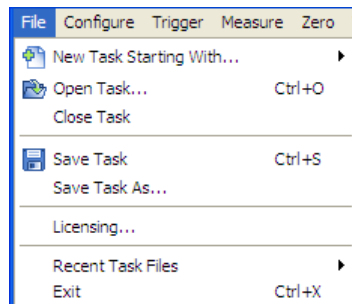 File Configure Trigger Measure Zero
New Task Starting With...
Open Task... Ctrl+O
Close Task
Save Task Ctrl+S
Save Task As...
Licensing...
Recent Task Files
Exit Ctrl+X